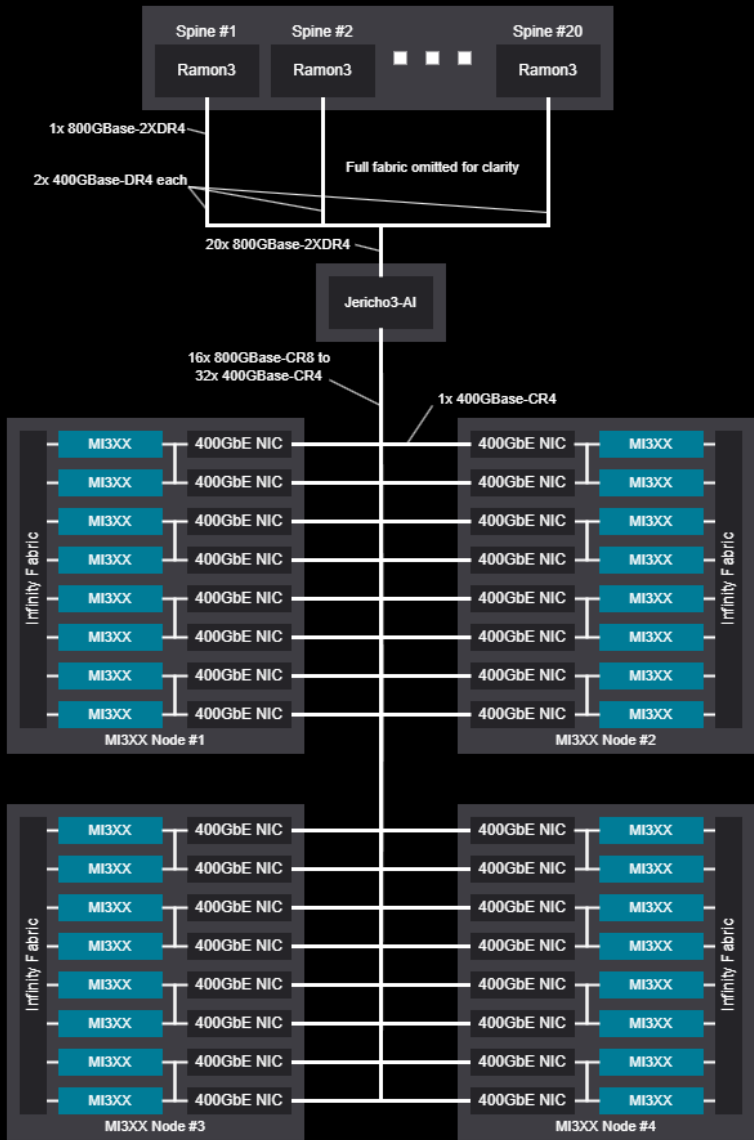 Spine #1
Spine #2
Spine #20
Ramon3
Ramon3
Ramon3
1x 800GBase-2XDR4
Full fabric omitted for clarity
2x 400GBase-DR4 each
20x 800GBase-2XDR4
Jericho3-AI
16x 800GBase-CR8 to
32x 400GBase-CR4
1x 400GBase-CR4
Infinity Fabric
MI3XX
400GbE NIC
MI3XX
400GbE NIC
MI3XX
400GbE NIC
MI3XX
400GbE NIC
MI3XX
400GbE NIC
MI3XX
400GbE NIC
MI3XX
400GbE NIC
MI3XX
400GbE NIC
MI3XX Node #1
400GbE NIC
MI3XX
400GbE NIC
MI3XX
400GbE NIC
MI3XX
400GbE NIC
MI3XX
400GbE NIC
MI3XX
400GbE NIC
MI3XX
400GbE NIC
MI3XX
400GbE NIC
MI3XX
Infinity Fabric
MI3XX Node #2
Infinity Fabric
MI3XX
400GbE NIC
MI3XX
400GbE NIC
MI3XX
400GbE NIC
MI3XX
400GbE NIC
MI3XX
400GbE NIC
MI3XX
400GbE NIC
MI3XX
400GbE NIC
MI3XX
400GbE NIC
MI3XX Node #3
400GbE NIC
MI3XX
400GbE NIC
MI3XX
400GbE NIC
MI3XX
400GbE NIC
MI3XX
400GbE NIC
MI3XX
400GbE NIC
MI3XX
400GbE NIC
MI3XX
400GbE NIC
MI3XX
Infinity Fabric
MI3XX Node #4